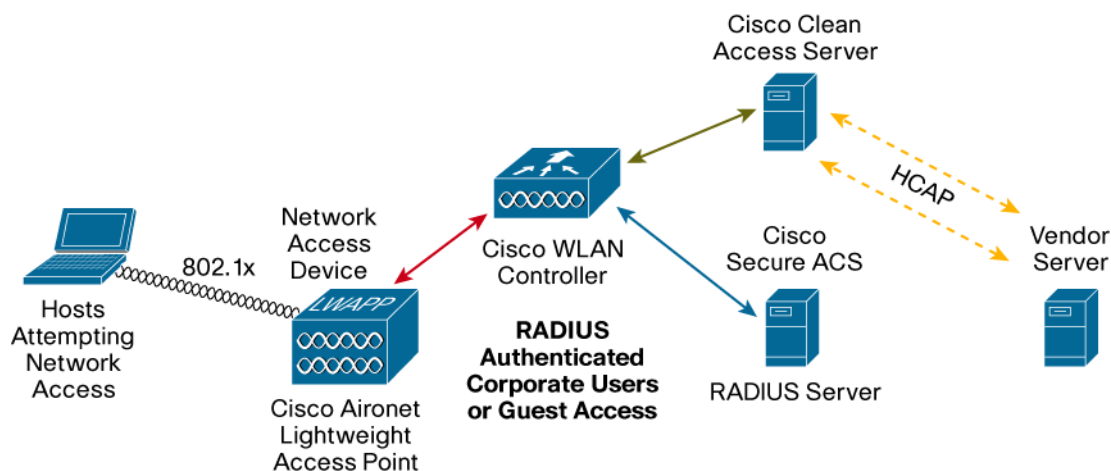 Cisco Clean
Access Server
HCAP
Network
Access
Device
802.1x
Hosts
Attempting
Network
Access
LWAPP
Cisco Aironet
Lightweight
Access Point
Cisco WLAN
Controller
RADIUS
Authenticated
Corporate Users
or Guest Access
Cisco
Secure ACS
RADIUS Server
Vendor
Server